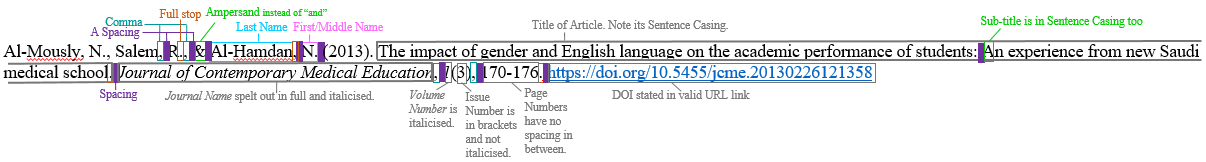 Full stop
Ampersand instead of “and”
Comma
A Spacing
Last Name
First/Middle Name
Title of Article. Note its Sentence Casing.
Sub-title is in Sentence Casing too
Al-Mously, N., Salem, R., & Al-Hamdan, N. (2013). The impact of gender and English language on the academic performance of students: An experience from new Saudi
medical school. Journal of Contemporary Medical Education, 1(3), 170-176. https://doi.org/10.5455/jcme.20130226121358
Spacing
Journal Name spelt out in full and italicised.
Volume
Number is
italicised.
Issue
Number is
in brackets
and not
italicised.
Page
Numbers
have no
spacing in
between.
DOI stated in valid URL link